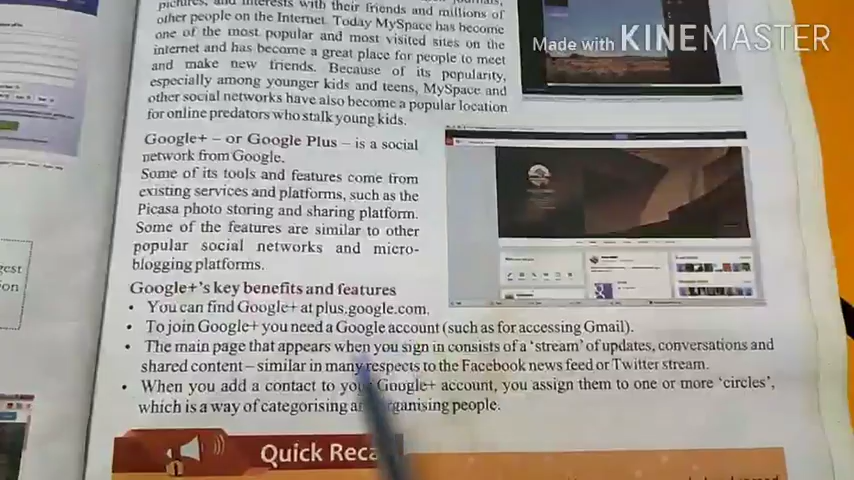 pictures, and interests with their friends and millions of
other people on the Internet. Today MySpace has become
one of the most popular and most visited sites on the
internet and has become a great place for people to meet
and make new friends. Because of its popularity,
especially among younger kids and teens, MySpace and
other social networks have also become a popular location
for online predators who stalk young kids.
Made with KINEMASTER
Google+ – or Google Plus – is a social
network from Google.
Some of its tools and features come from
existing services and platforms, such as the
Picasa photo storing and sharing platform.
Some of the features are similar to other
popular social networks and micro-
blogging platforms.
Google+'s key benefits and features
• You can find Google+ at plus.google.com.
• To join Google+ you need a Google account (such as for accessing Gmail).
• The main page that appears when you sign in consists of a 'stream' of updates, conversations and
shared content – similar in many respects to the Facebook news feed or Twitter stream.
• When you add a contact to your Google+ account, you assign them to one or more 'circles',
which is a way of categorising and organising people.
Quick Reca